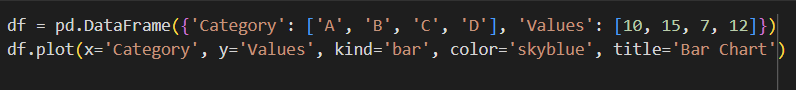 df = pd.DataFrame({'Category': ['A', 'B', 'C', 'D'], 'Values': [10, 15, 7, 12]})
df.plot(x='Category', y='Values', kind='bar', color='skyblue', title='Bar Chart')